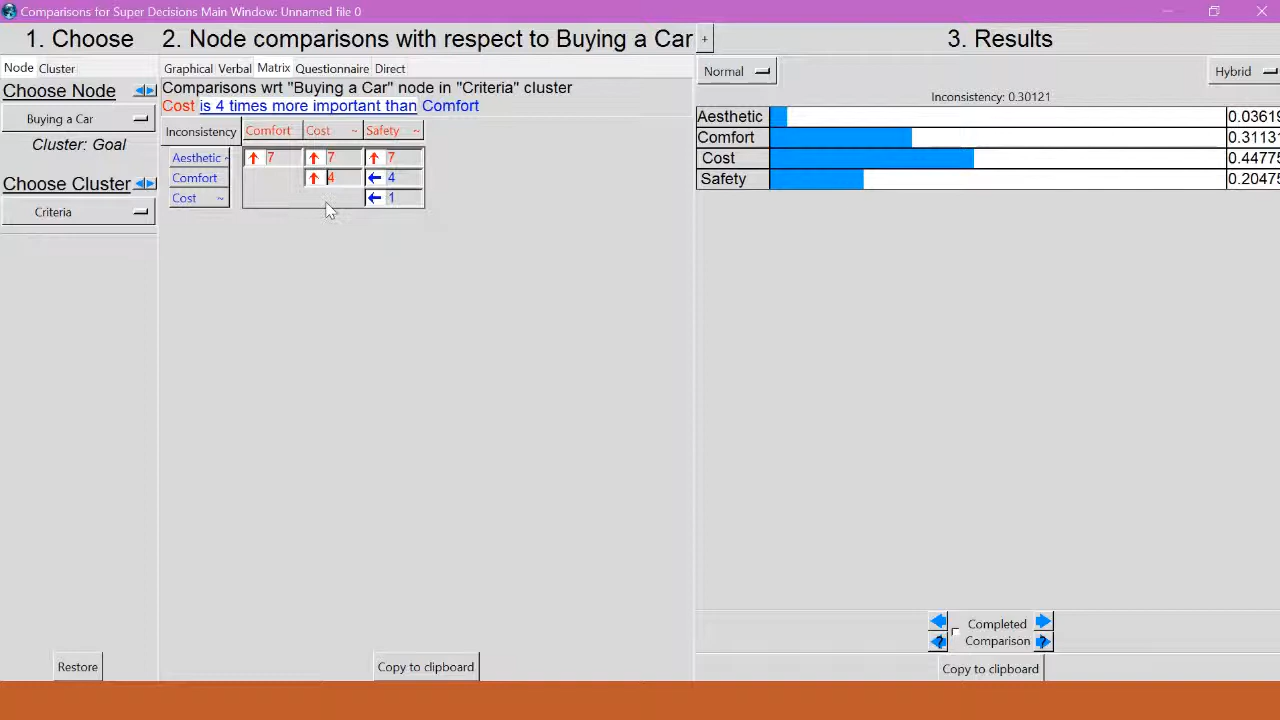 Comparisons for Super Decisions Main Window: Unnamed file 0
1. Choose
Node Cluster
Choose Node
Buying a Car
Cluster: Goal
Choose Cluster
Criteria
Restore
2. Node comparisons with respect to Buying a Car
Graphical Verbal Matrix Questionnaire Direct
Comparisons wrt "Buying a Car" node in "Criteria" cluster
Cost is 4 times more important than Comfort
Inconsistency Comfort Cost ~ Safety ~
Aesthetic ~ 7 7 7
Comfort 4 4
Cost ~ 1
Copy to clipboard
+
3. Results
Normal Hybrid
Inconsistency: 0.30121
Aesthetic 0.03619
Comfort 0.31131
Cost 0.44775
Safety 0.20475
Completed
Comparison
Copy to clipboard